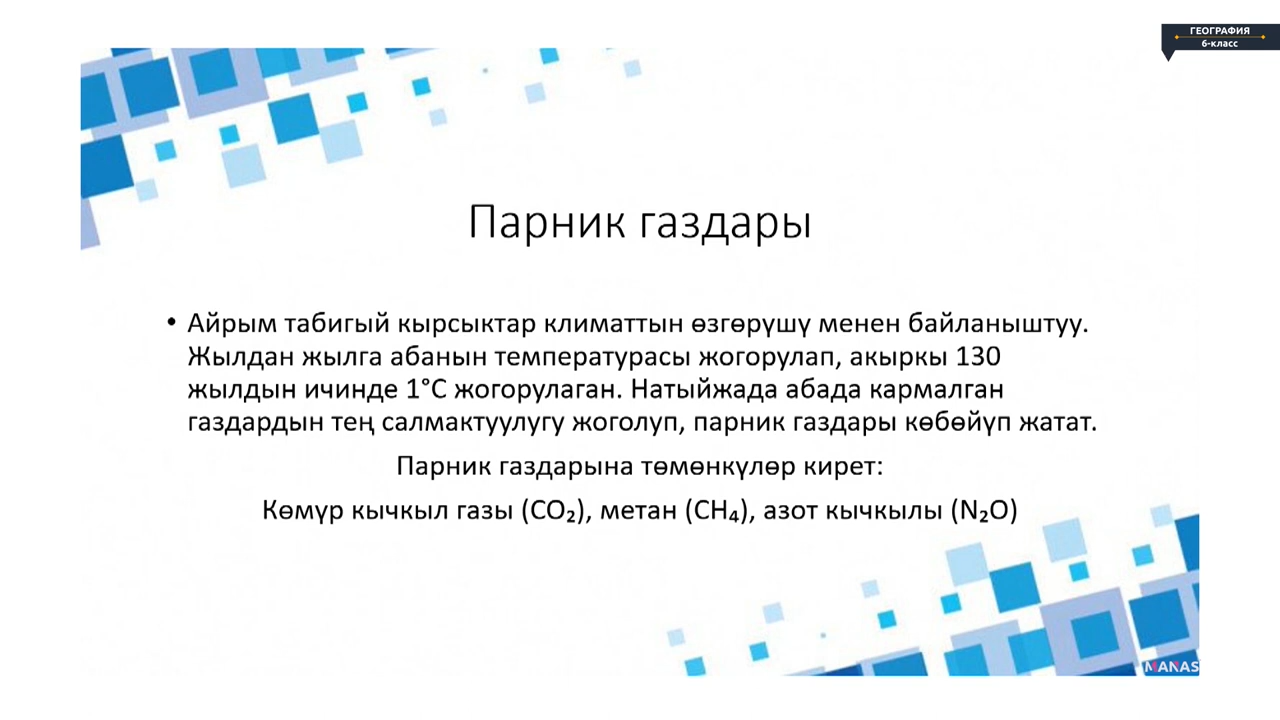 ГЕОГРАФИЯ
6-класс
Парник газдары
• Айрым табигый кырсыктар климаттын өзгөрүшү менен байланыштуу.
Жылдан жылга абанын температурасы жогорулап, акыркы 130
жылдын ичинде 1°С жогорулаган. Натыйжада абада кармалган
газдардын тең салмактуулугу жоголуп, парник газдары көбөйүп жатат.
Парник газдарына төмөнкүлөр кирет:
Көмүр кычкыл газы (CO₂), метан (CH₄), азот кычкылы (N₂O)
MANAS